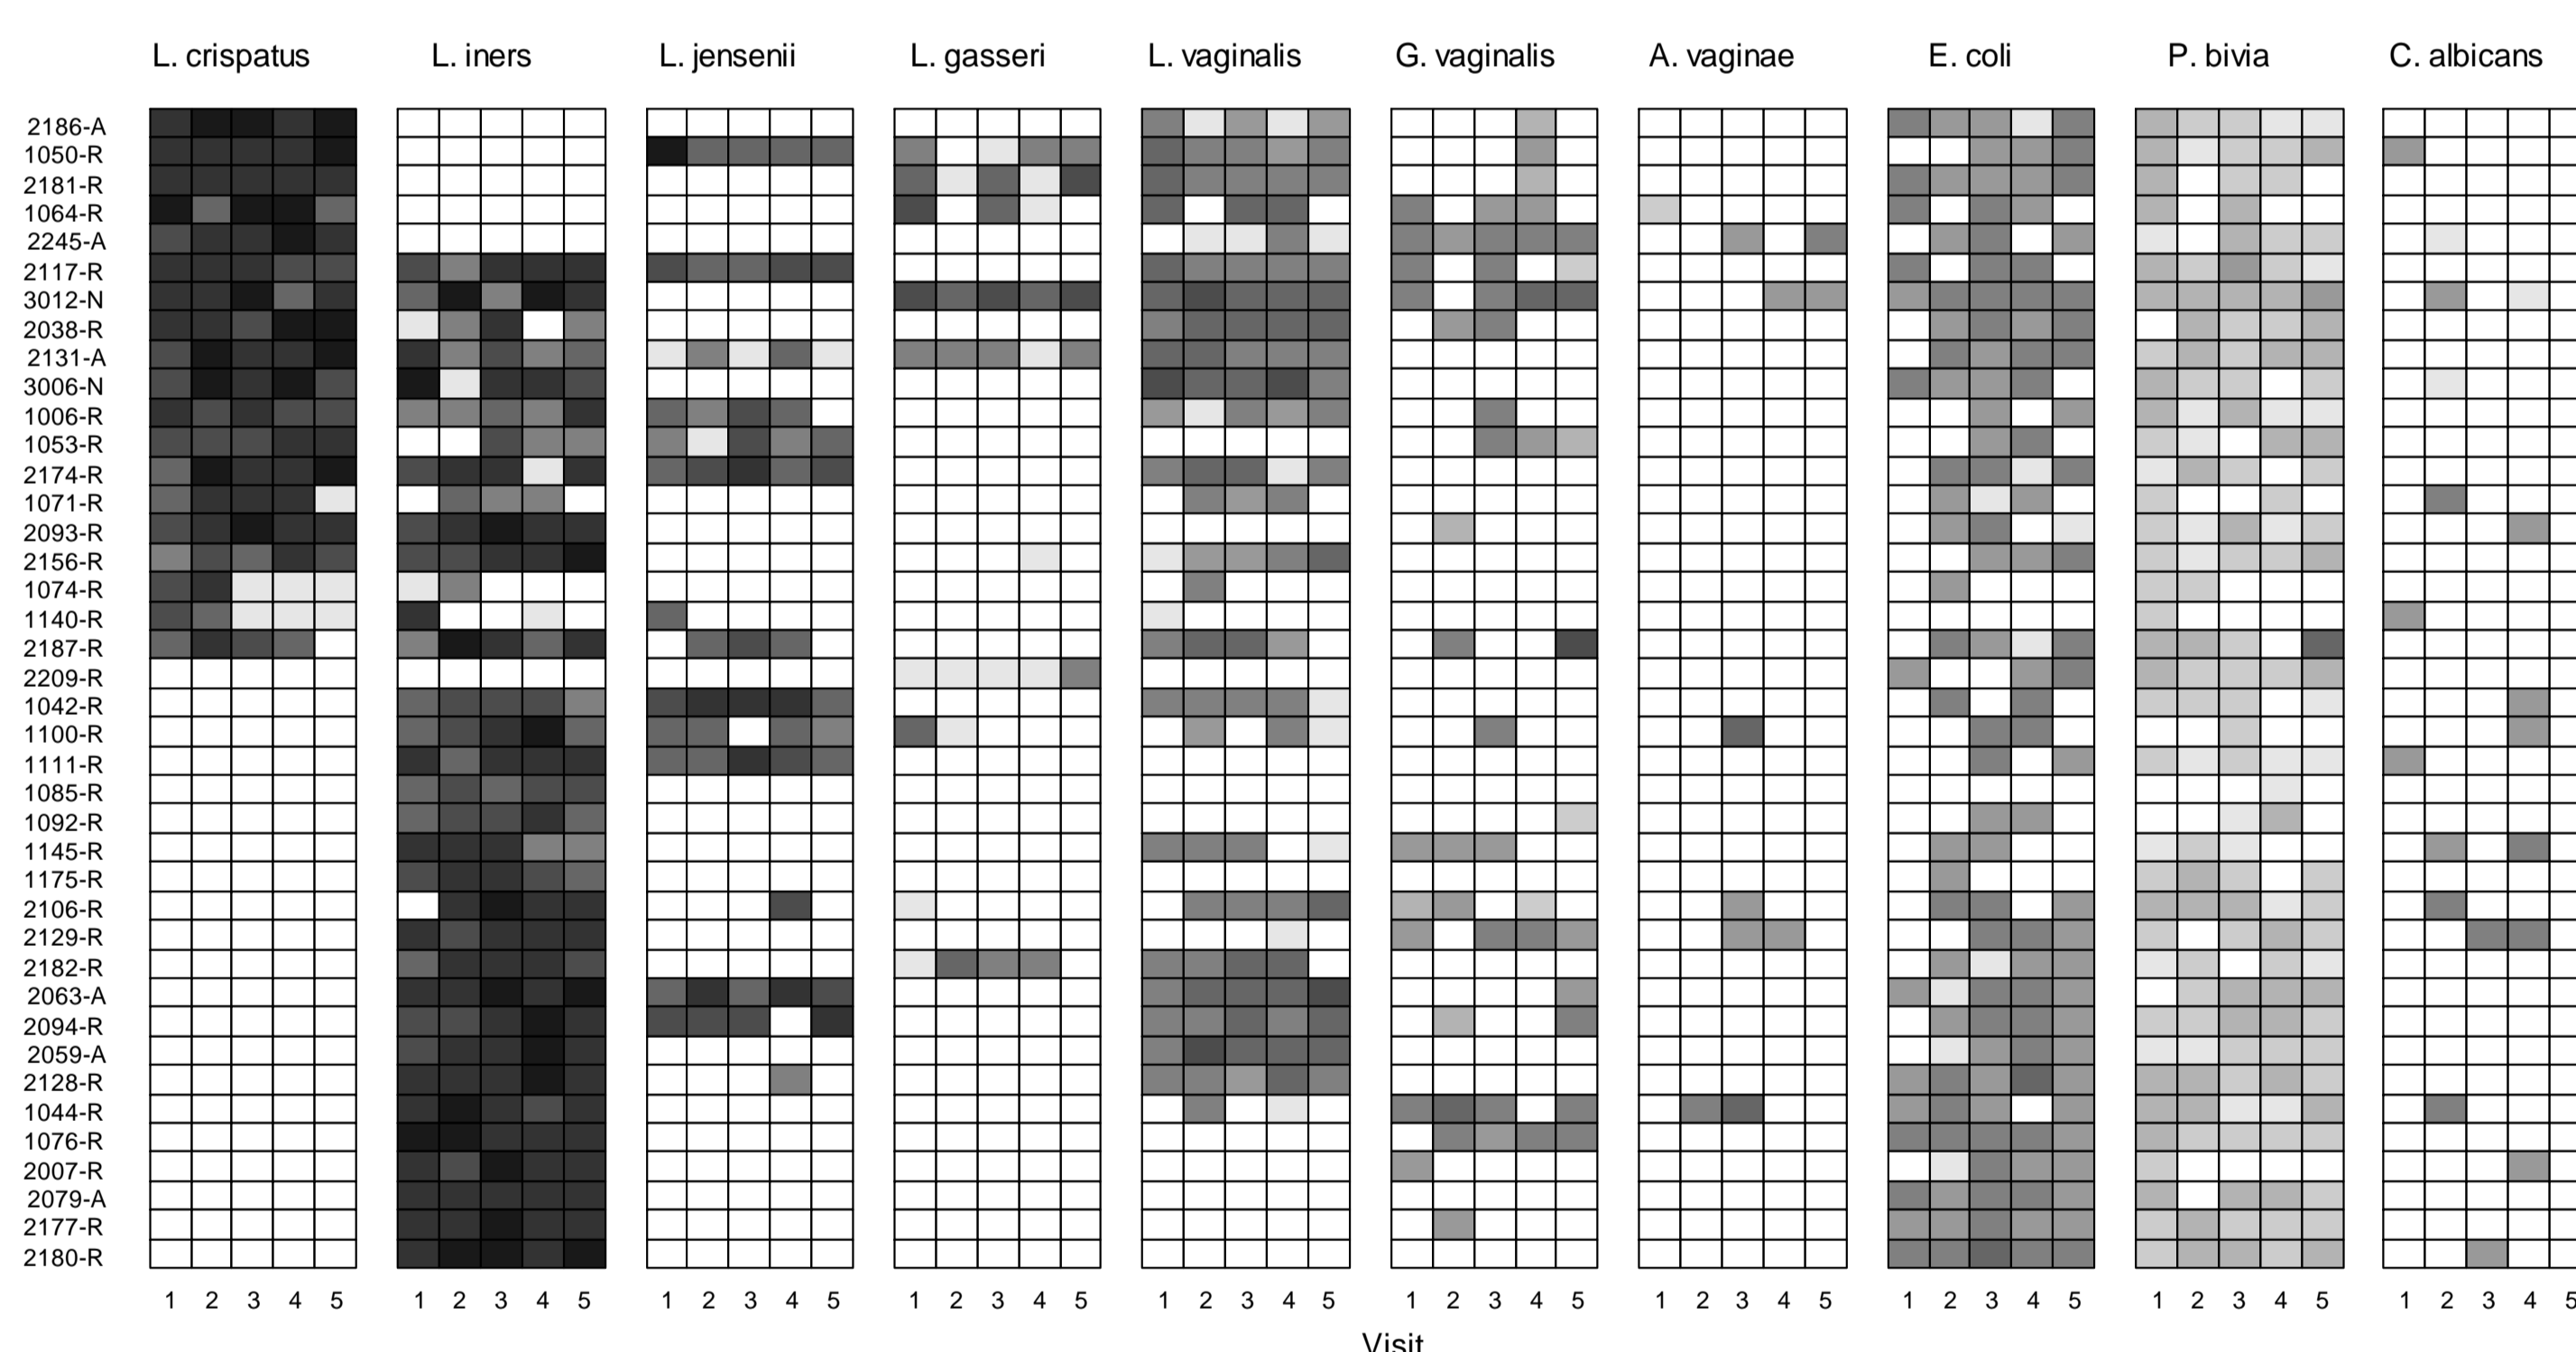 L. crispatus L. iners L. jensenii L. gasseri L. vaginalis G. vaginalis A. vaginae E. coli P. bivia C. albicans
2186-A
1050-R
2181-R
1064-R
2245-A
2117-R
3012-N
2038-R
2131-A
3006-N
1006-R
1053-R
2174-R
1071-R
2093-R
2156-R
1074-R
1140-R
2187-R
2209-R
1042-R
1100-R
1111-R
1085-R
1092-R
1145-R
1175-R
2106-R
2129-R
2182-R
2063-A
2094-R
2059-A
2128-R
1044-R
1076-R
2007-R
2079-A
2177-R
2180-R
1 2 3 4 5 1 2 3 4 5 1 2 3 4 5 1 2 3 4 5 1 2 3 4 5 1 2 3 4 5 1 2 3 4 5 1 2 3 4 5 1 2 3 4 5 1 2 3 4 5
Visit